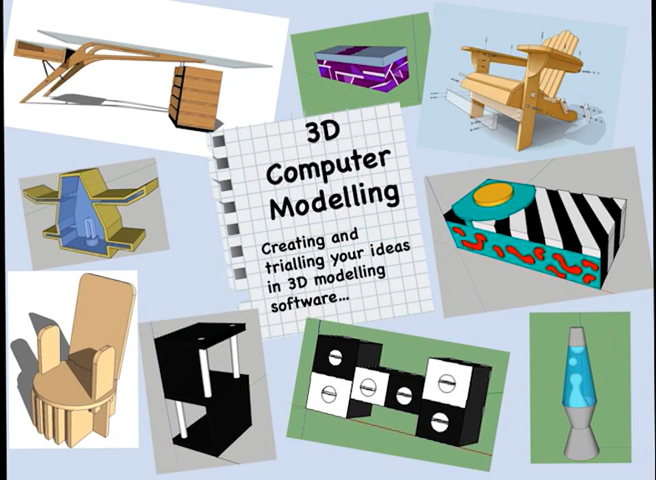 3D
Computer
Modelling
Creating and
trialling your ideas
in 3D modelling
software...